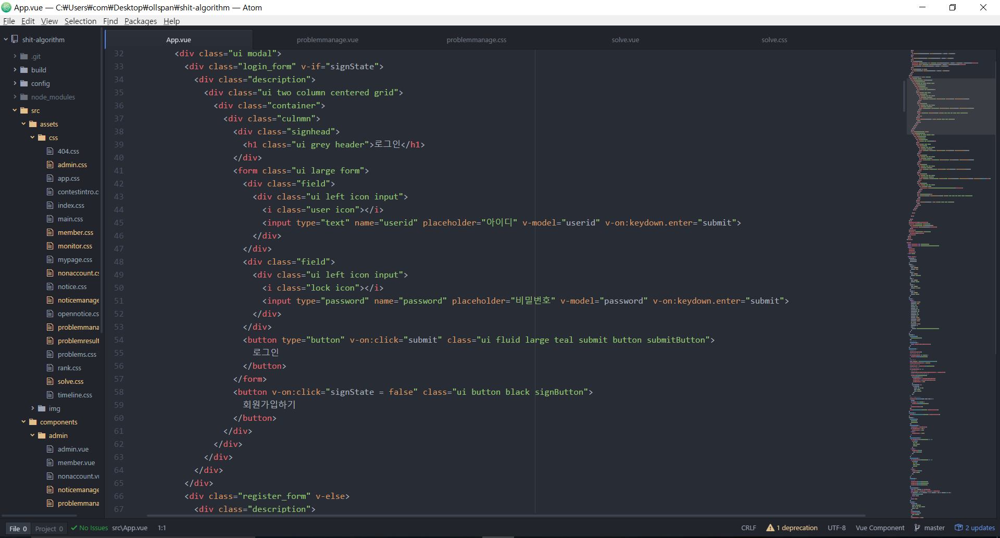 App.vue — C:₩Users₩com₩Desktop₩ollspan₩shit-algorithm — Atom
File Edit View Selection Find Packages Help
shit-algorithm
.git
build
config
node_modules
src
assets
css
404.css
admin.css
app.css
contestintro.c
index.css
main.css
member.css
monitor.css
mypage.css
nonaccount.cs
notice.css
noticemanage
opennotice.cs
problemmana
problemresult
problems.css
rank.css
solve.css
timeline.css
img
components
admin
admin.vue
member.vue
nonaccount.vu
noticemanage
problemmana
App.vue problemmanage.vue problemmanage.css solve.vue solve.css
32 <div class="ui modal">
33 <div class="login_form" v-if="signState">
34 <div class="description">
35 <div class="ui two column centered grid">
36 <div class="container">
37 <div class="culnmn">
38 <div class="signhead">
39 <h1 class="ui grey header">로그인</h1>
40 </div>
41 <form class="ui large form">
42 <div class="field">
43 <div class="ui left icon input">
44 <i class="user icon"></i>
45 <input type="text" name="userid" placeholder="아이디" v-model="userid" v-on:keydown.enter="submit">
46 </div>
47 </div>
48 <div class="field">
49 <div class="ui left icon input">
50 <i class="lock icon"></i>
51 <input type="password" name="password" placeholder="비밀번호" v-model="password" v-on:keydown.enter="submit">
52 </div>
53 </div>
54 <button type="button" v-on:click="submit" class="ui fluid large teal submit button submitButton">
55 로그인
56 </button>
57 </form>
58 <button v-on:click="signState = false" class="ui button black signButton">
59 회원가입하기
60 </button>
61 </div>
62 </div>
63 </div>
64 </div>
65 </div>
66 <div class="register_form" v-else>
67 <div class="description">
File 0 Project 0 No Issues src\App.vue 1:1 CRLF 1 deprecation UTF-8 Vue Component master 2 updates